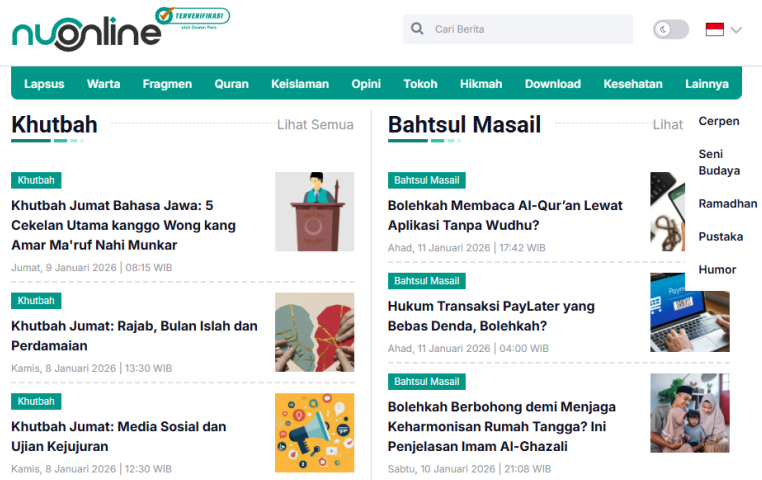 nuonline
TERVERIFIKASI
oleh Dewan Pers
Cari Berita
Lapsus Warta Fragmen Quran Keislaman Opini Tokoh Hikmah Download Kesehatan Lainnya
Cerpen
Seni
Budaya
Ramadhan
Pustaka
Humor
Khutbah
Lihat Semua
Khutbah
Khutbah Jumat Bahasa Jawa: 5
Cekelan Utama kanggo Wong kang
Amar Ma'ruf Nahi Munkar
Jumat, 9 Januari 2026 | 08:15 WIB
Khutbah
Khutbah Jumat: Rajab, Bulan Islah dan
Perdamaian
Kamis, 8 Januari 2026 | 13:30 WIB
Khutbah
Khutbah Jumat: Media Sosial dan
Ujian Kejujuran
Kamis, 8 Januari 2026 | 12:30 WIB
Bahtsul Masail
Lihat
Bahtsul Masail
Bolehkah Membaca Al-Qur’an Lewat
Aplikasi Tanpa Wudhu?
Ahad, 11 Januari 2026 | 17:42 WIB
Bahtsul Masail
Hukum Transaksi PayLater yang
Bebas Denda, Bolehkah?
Ahad, 11 Januari 2026 | 04:00 WIB
Bahtsul Masail
Bolehkah Berbohong demi Menjaga
Keharmonisan Rumah Tangga? Ini
Penjelasan Imam Al-Ghazali
Sabtu, 10 Januari 2026 | 21:08 WIB